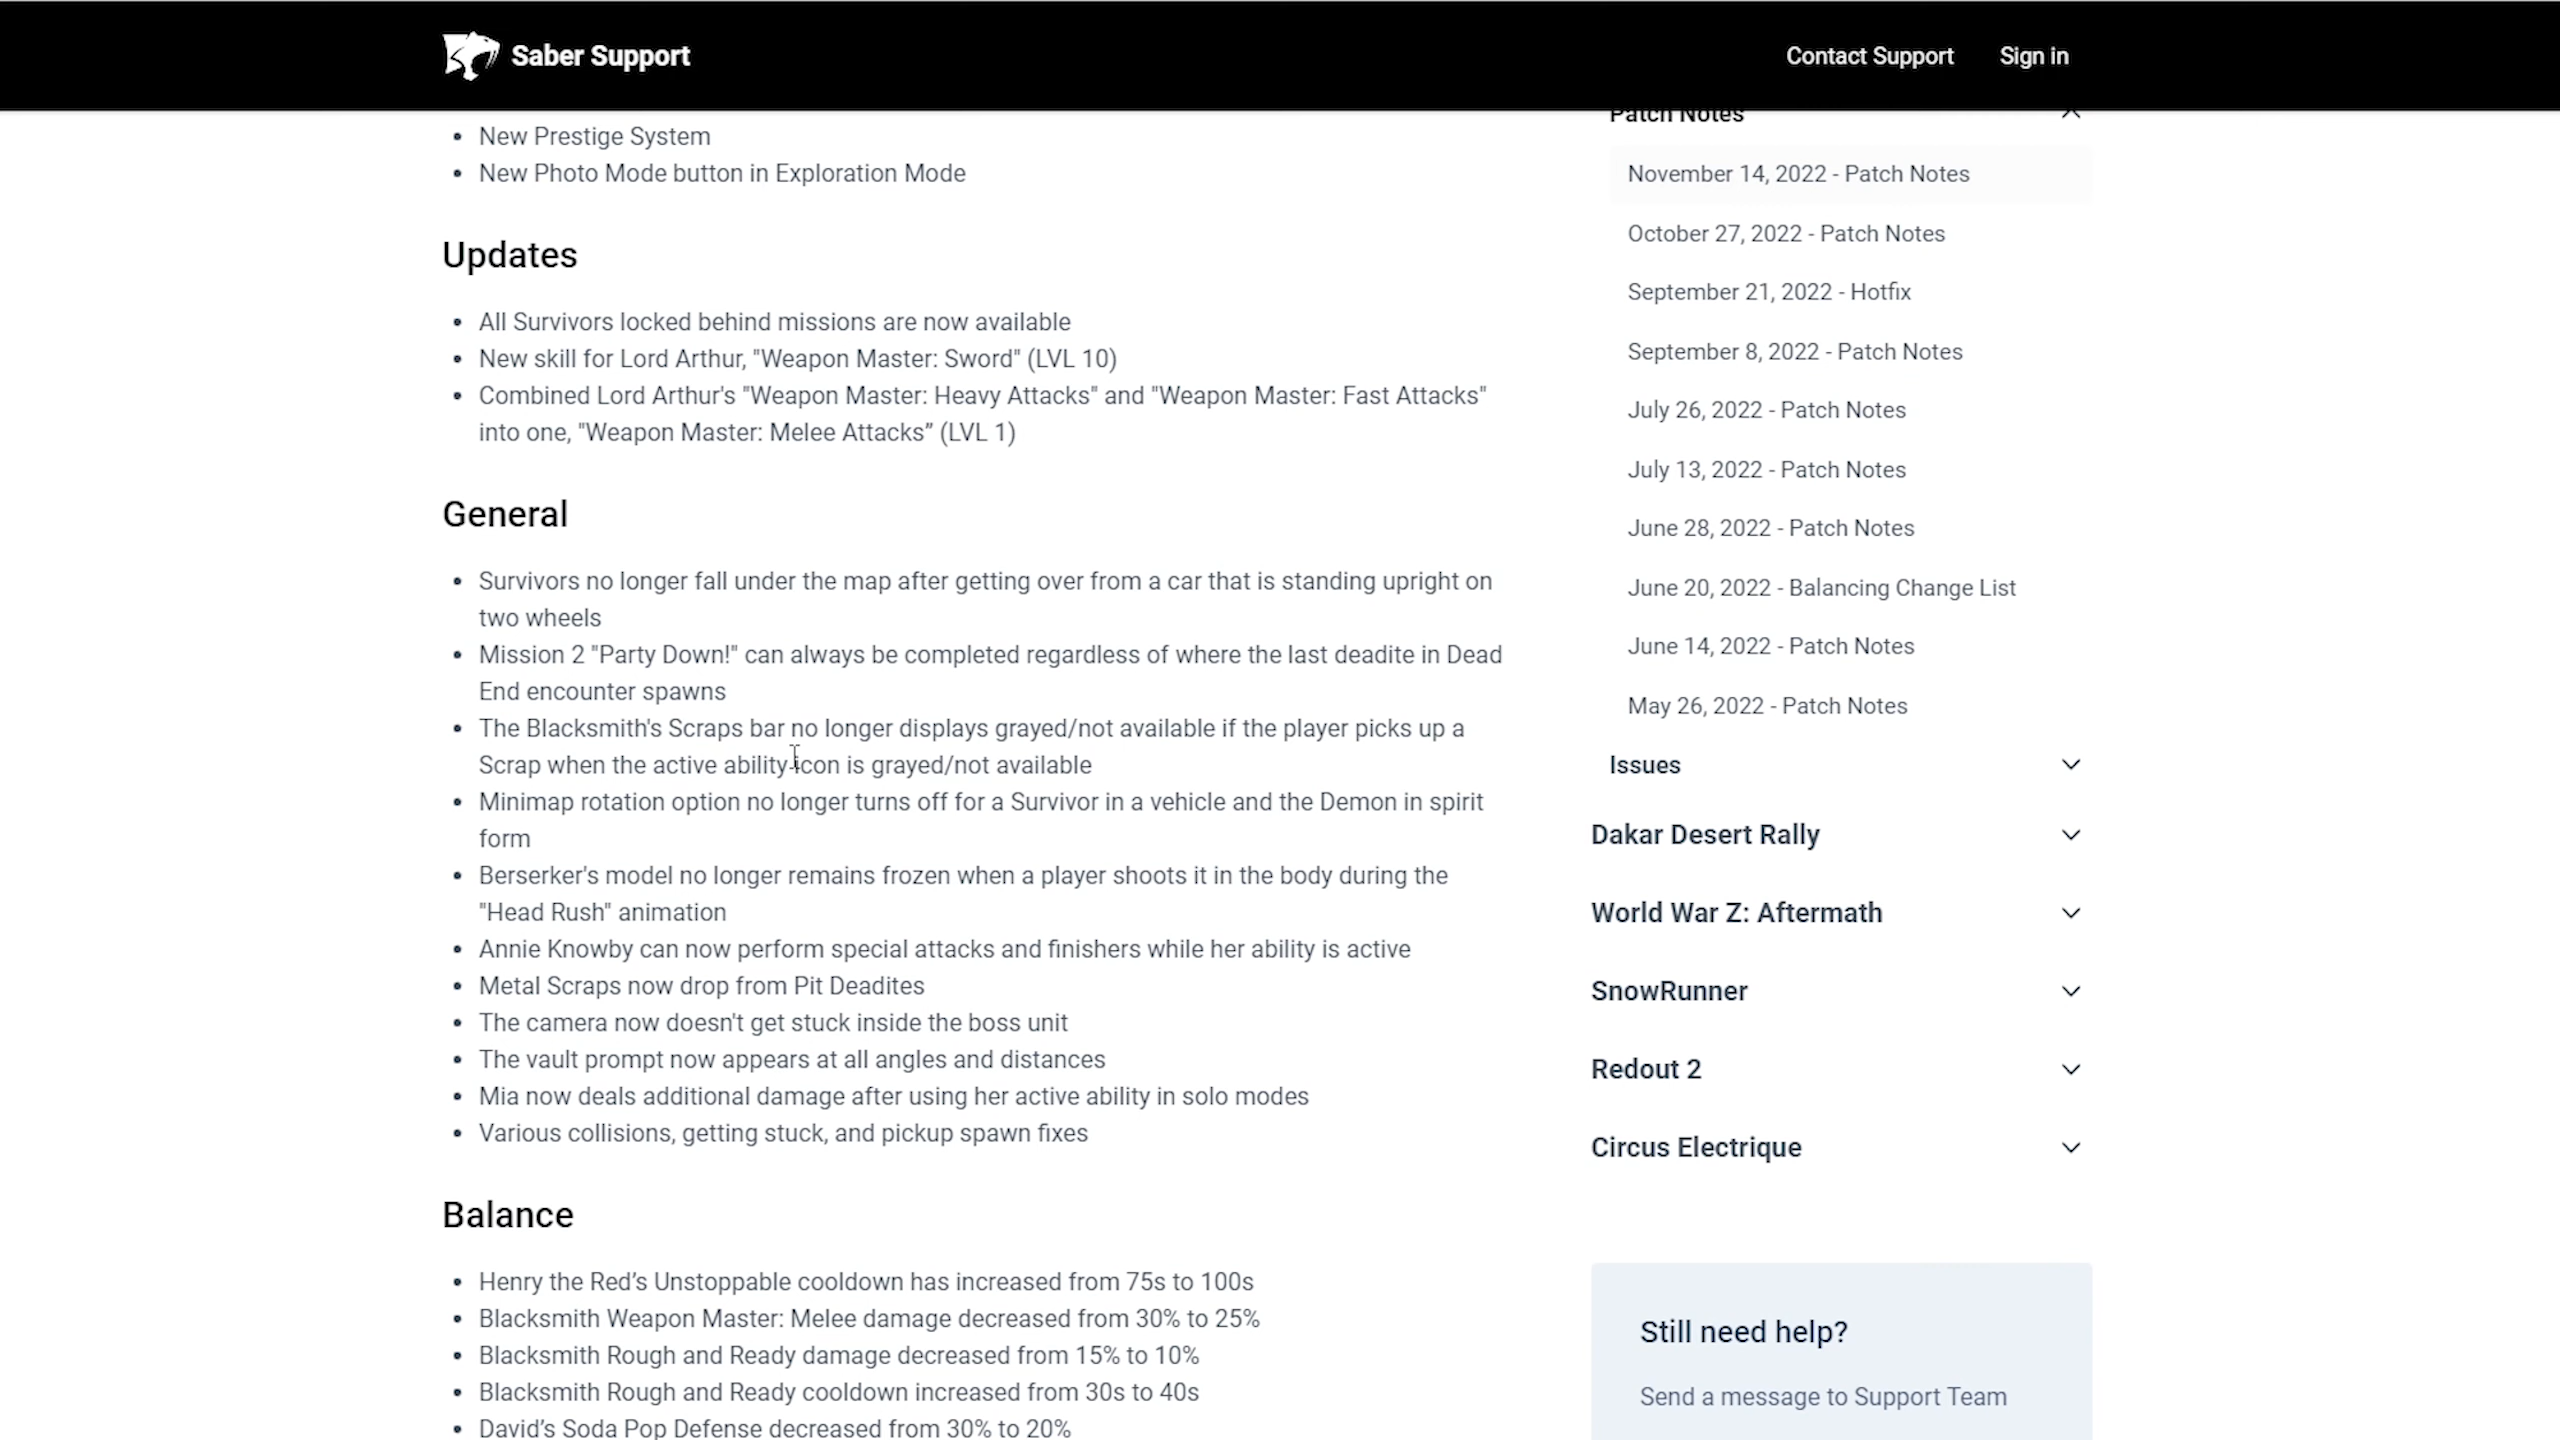 Saber Support
Contact Support
Sign in
New Prestige System
New Photo Mode button in Exploration Mode
Updates
All Survivors locked behind missions are now available
New skill for Lord Arthur, "Weapon Master: Sword" (LVL 10)
Combined Lord Arthur's "Weapon Master: Heavy Attacks" and "Weapon Master: Fast Attacks"
into one, "Weapon Master: Melee Attacks” (LVL 1)
General
Survivors no longer fall under the map after getting over from a car that is standing upright on
two wheels
Mission 2 "Party Down!" can always be completed regardless of where the last deadite in Dead
End encounter spawns
The Blacksmith's Scraps bar no longer displays grayed/not available if the player picks up a
Scrap when the active ability icon is grayed/not available
Minimap rotation option no longer turns off for a Survivor in a vehicle and the Demon in spirit
form
Berserker's model no longer remains frozen when a player shoots it in the body during the
"Head Rush" animation
Annie Knowby can now perform special attacks and finishers while her ability is active
Metal Scraps now drop from Pit Deadites
The camera now doesn't get stuck inside the boss unit
The vault prompt now appears at all angles and distances
Mia now deals additional damage after using her active ability in solo modes
Various collisions, getting stuck, and pickup spawn fixes
Balance
Henry the Red’s Unstoppable cooldown has increased from 75s to 100s
Blacksmith Weapon Master: Melee damage decreased from 30% to 25%
Blacksmith Rough and Ready damage decreased from 15% to 10%
Blacksmith Rough and Ready cooldown increased from 30s to 40s
David’s Soda Pop Defense decreased from 30% to 20%
Patch Notes
November 14, 2022 - Patch Notes
October 27, 2022 - Patch Notes
September 21, 2022 - Hotfix
September 8, 2022 - Patch Notes
July 26, 2022 - Patch Notes
July 13, 2022 - Patch Notes
June 28, 2022 - Patch Notes
June 20, 2022 - Balancing Change List
June 14, 2022 - Patch Notes
May 26, 2022 - Patch Notes
Issues
Dakar Desert Rally
World War Z: Aftermath
SnowRunner
Redout 2
Circus Electrique
Still need help?
Send a message to Support Team